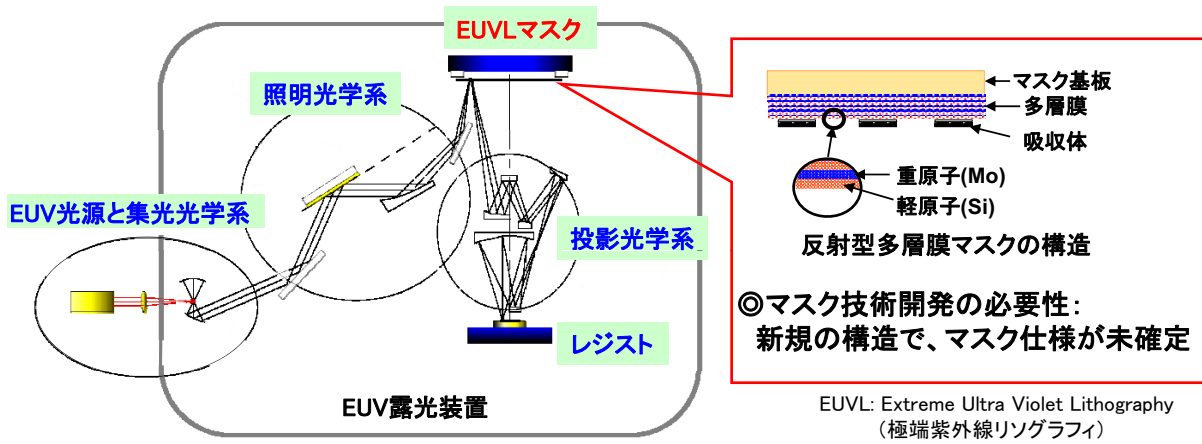 EUVLマスク
照明光学系
EUV光源と集光光学系
投影光学系
レジスト
EUV露光装置
マスク基板
多層膜
吸収体
重原子(Mo)
軽原子(Si)
反射型多層膜マスクの構造
◎マスク技術開発の必要性:
新規の構造で、マスク仕様が未確定
EUVL: Extreme Ultra Violet Lithography
(極端紫外線リソグラフィ)